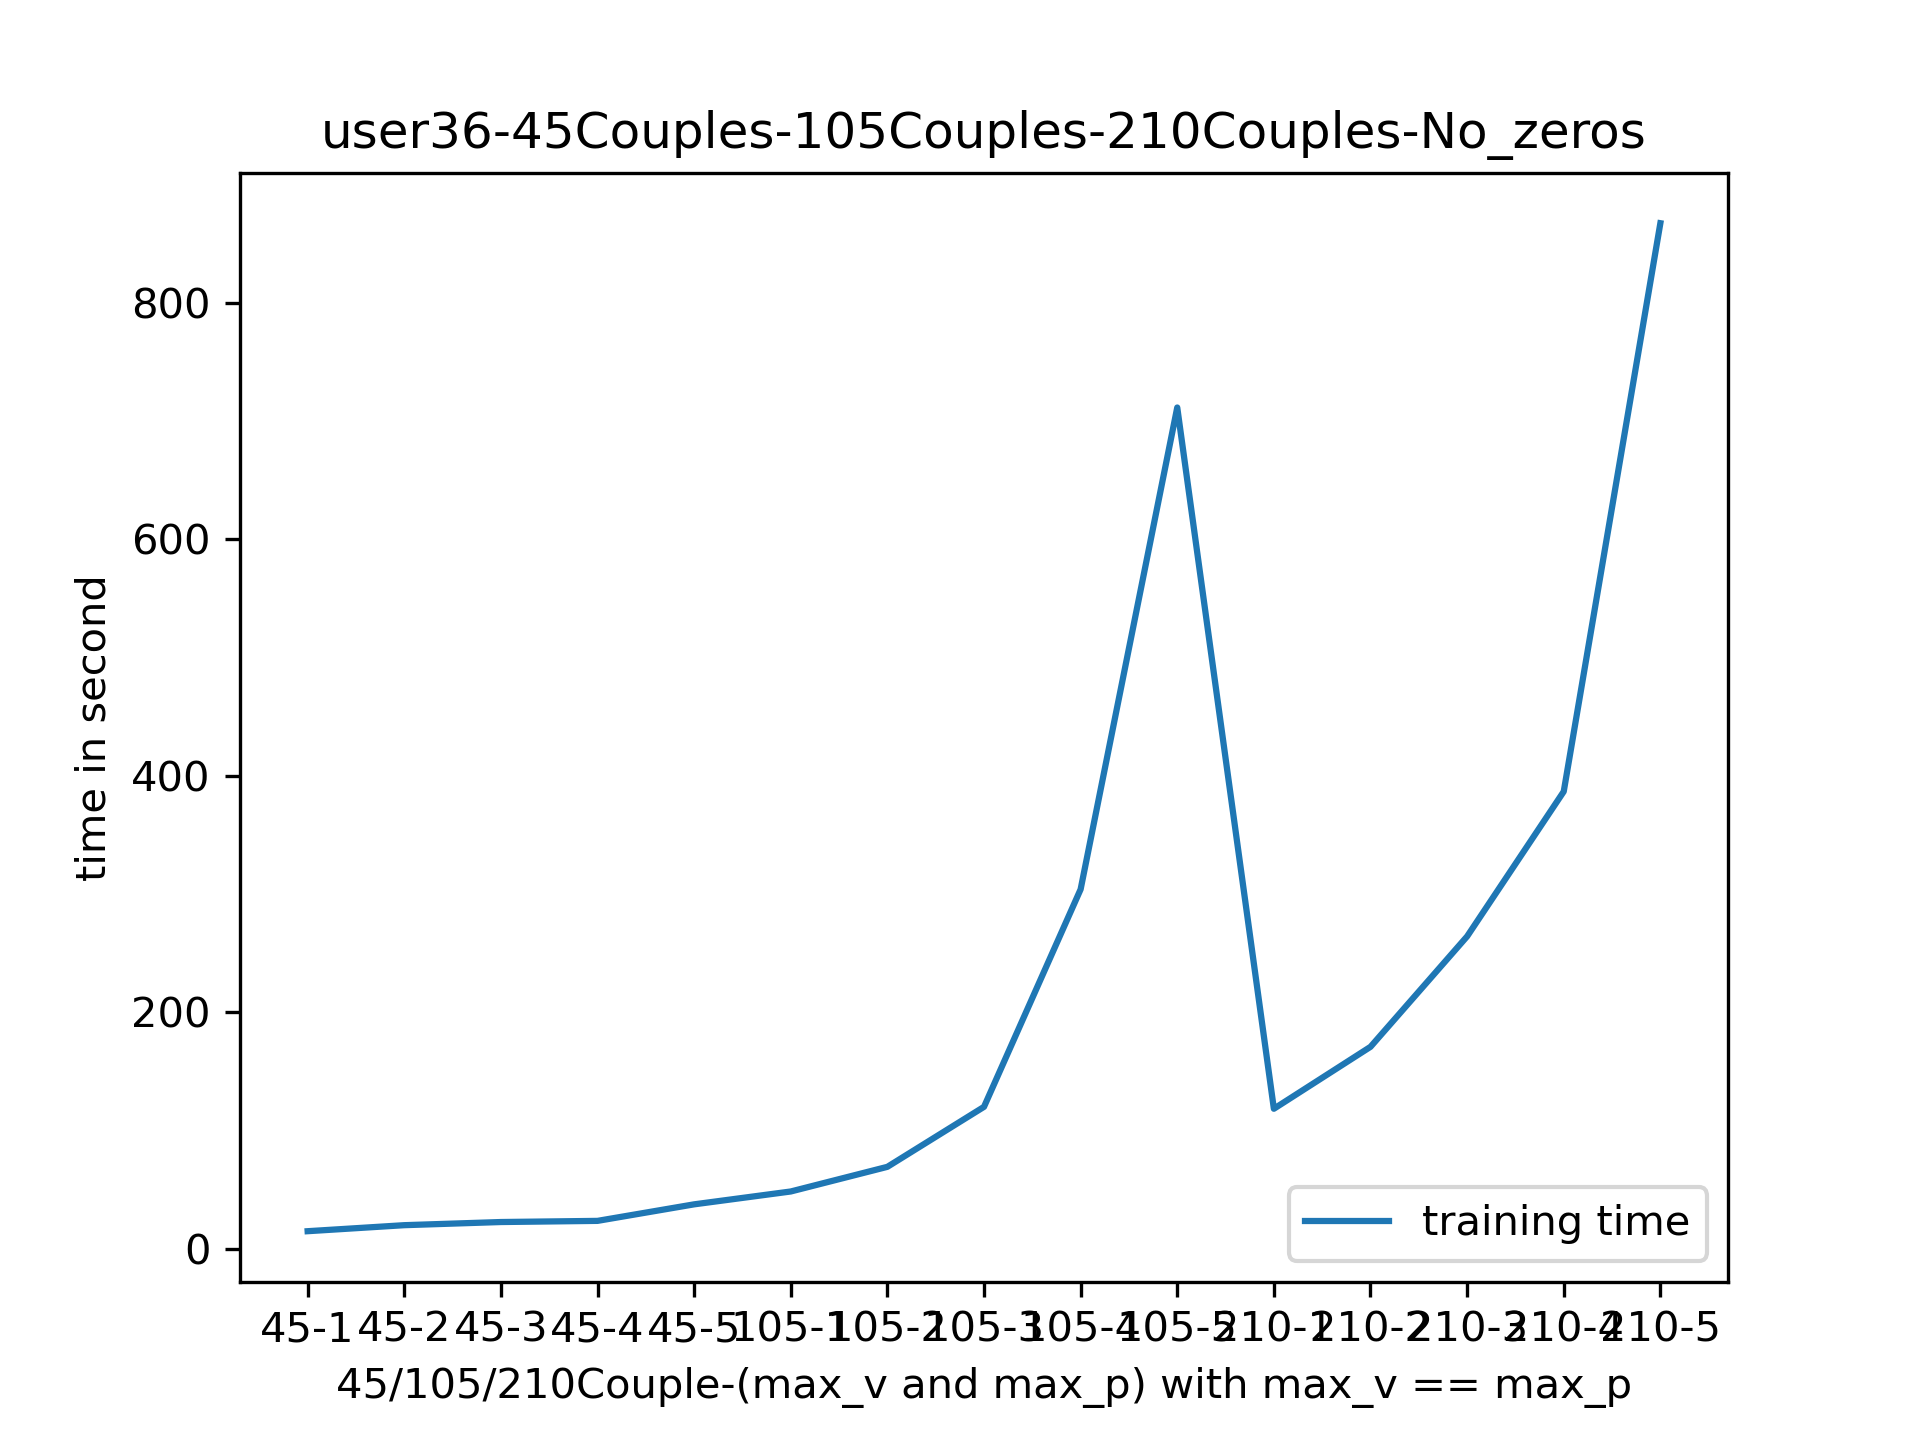 user36-45Couples-105Couples-210Couples-No_zeros
time in second
800
600
400
200
0
training time
45-1 45-2 45-3 45-4 45-5 105-1 105-2 105-3 105-4 105-5 210-1 210-2 210-3 210-4 210-5
45/105/210Couple-(max_v and max_p) with max_v == max_p